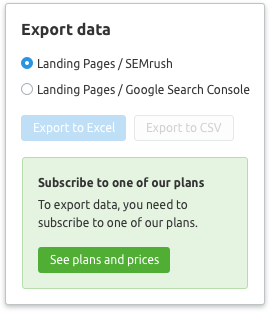 Export data
Landing Pages / SEMrush
Landing Pages / Google Search Console
Export to Excel Export to CSV
Subscribe to one of our plans
To export data, you need to
subscribe to one of our plans.
See plans and prices